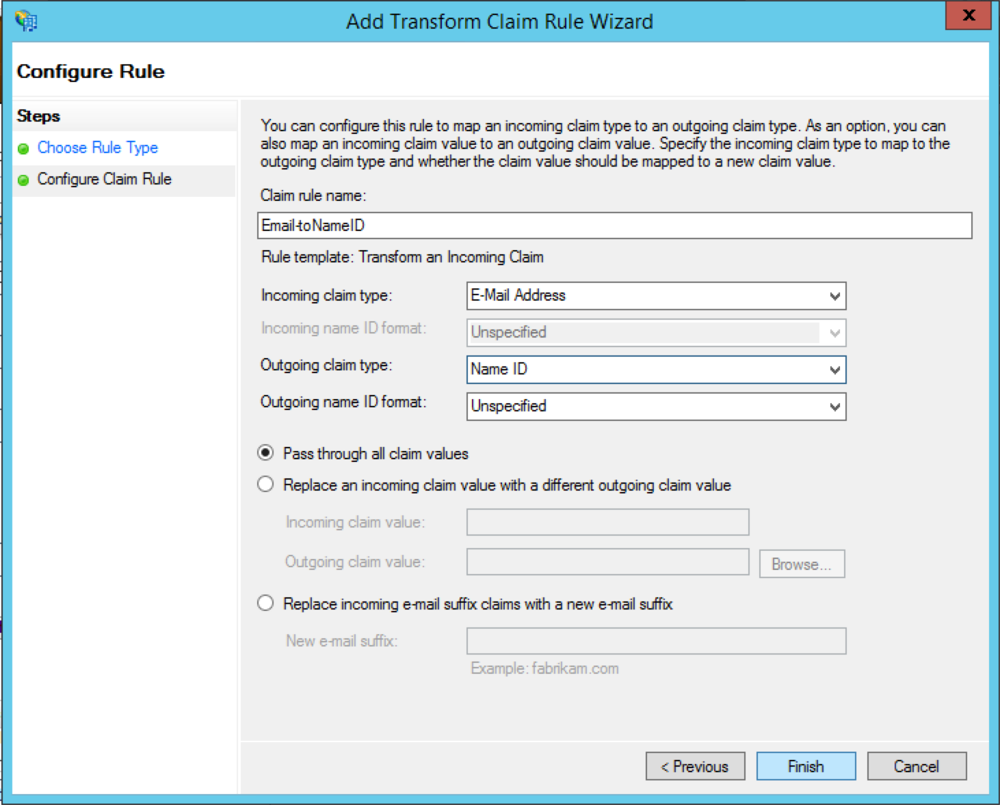 Add Transform Claim Rule Wizard
X
Configure Rule
Steps
Choose Rule Type
Configure Claim Rule
You can configure this rule to map an incoming claim type to an outgoing claim type. As an option, you can
also map an incoming claim value to an outgoing claim value. Specify the incoming claim type to map to the
outgoing claim type and whether the claim value should be mapped to a new claim value.
Claim rule name:
Email-toNameID
Rule template: Transform an Incoming Claim
Incoming claim type: E-Mail Address
Incoming name ID format: Unspecified
Outgoing claim type: Name ID
Outgoing name ID format: Unspecified
Pass through all claim values
Replace an incoming claim value with a different outgoing claim value
Incoming claim value:
Outgoing claim value: Browse...
Replace incoming e-mail suffix claims with a new e-mail suffix
New e-mail suffix:
Example: fabrikam.com
< Previous Finish Cancel